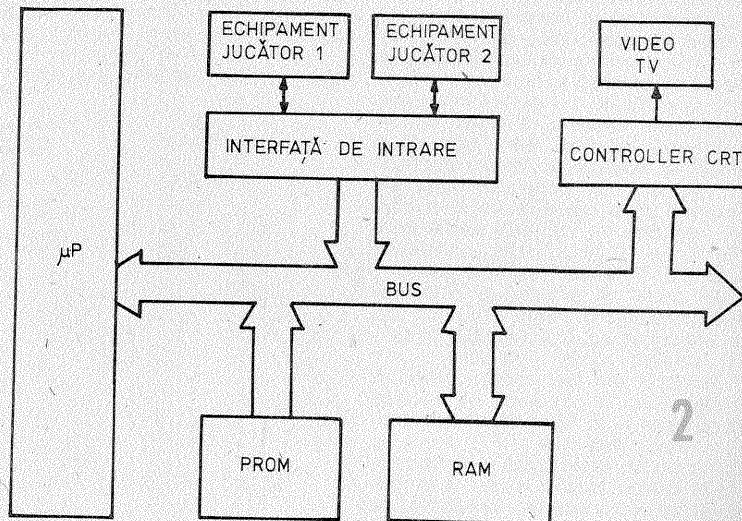 ECHIPAMENT
JUCĂTOR 1
ECHIPAMENT
JUCĂTOR 2
VIDEO
TV
INTERFAȚĂ DE INTRARE
CONTROLLER CRT
µP
BUS
PROM
RAM
2